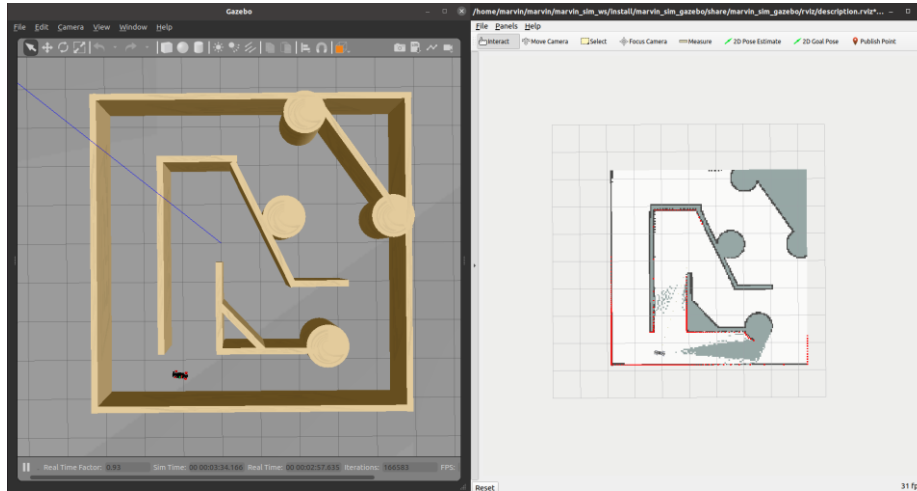 Gazebo
File Edit Camera View Window Help
Real Time Factor: 0.93 Sim Time: 00 00:03:34.166 Real Time: 00 00:02:57.635 Iterations: 166583 FPS:
/home/marvin/marvin/marvin_sim_ws/install/marvin_sim_gazebo/share/marvin_sim_gazebo/rviz/description.rviz*...
File Panels Help
Interact Move Camera Select Focus Camera Measure 2D Pose Estimate 2D Goal Pose Publish Point
Reset 31 fp